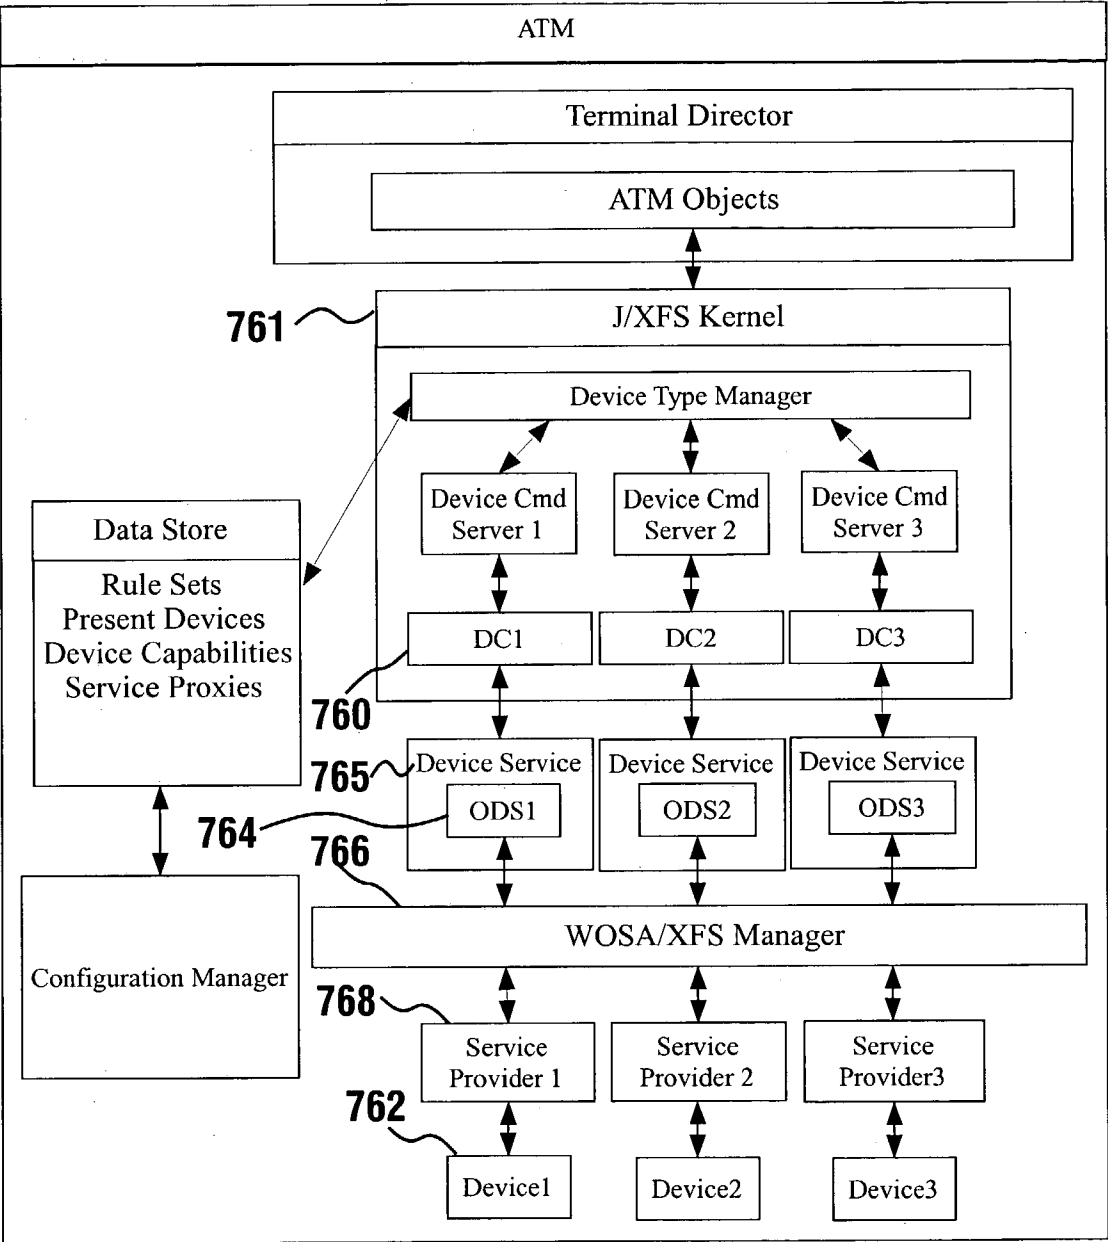 ATM
Terminal Director
ATM Objects
761
J/XFS Kernel
Device Type Manager
Device Cmd
Server 1
Device Cmd
Server 2
Device Cmd
Server 3
Data Store
Rule Sets
Present Devices
Device Capabilities
Service Proxies
DC1
DC2
DC3
760
765
Device Service
Device Service
Device Service
764
ODS1
ODS2
ODS3
766
WOSA/XFS Manager
Configuration Manager
768
Service
Provider 1
Service
Provider 2
Service
Provider3
762
Device1
Device2
Device3